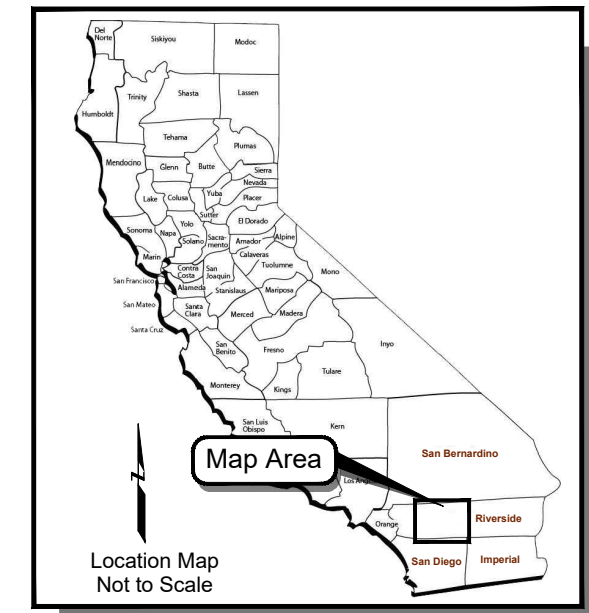 Del
Norte
Siskiyou
Modoc
Trinity
Shasta
Lassen
Humboldt
Tehama
Plumas
Mendocino
Glenn
Butte
Sierra
Nevada
Lake
Colusa
Yuba
Placer
Sutter
El Dorado
Sonoma
Napa
Yolo
Solano
Sacra-
mento
Amador
Alpine
Calaveras
Marin
Tuolumne
Mono
Contra
Costa
San
Joaquin
San Francisco
Alameda
Stanislaus
Mariposa
San Mateo
Santa
Clara
Merced
Madera
Santa Cruz
San
Benito
Fresno
Inyo
Monterey
Kings
Tulare
San Luis
Obispo
Kern
San Bernardino
Map Area
Los Ang
Orange
Riverside
San Diego
Imperial
Location Map
Not to Scale